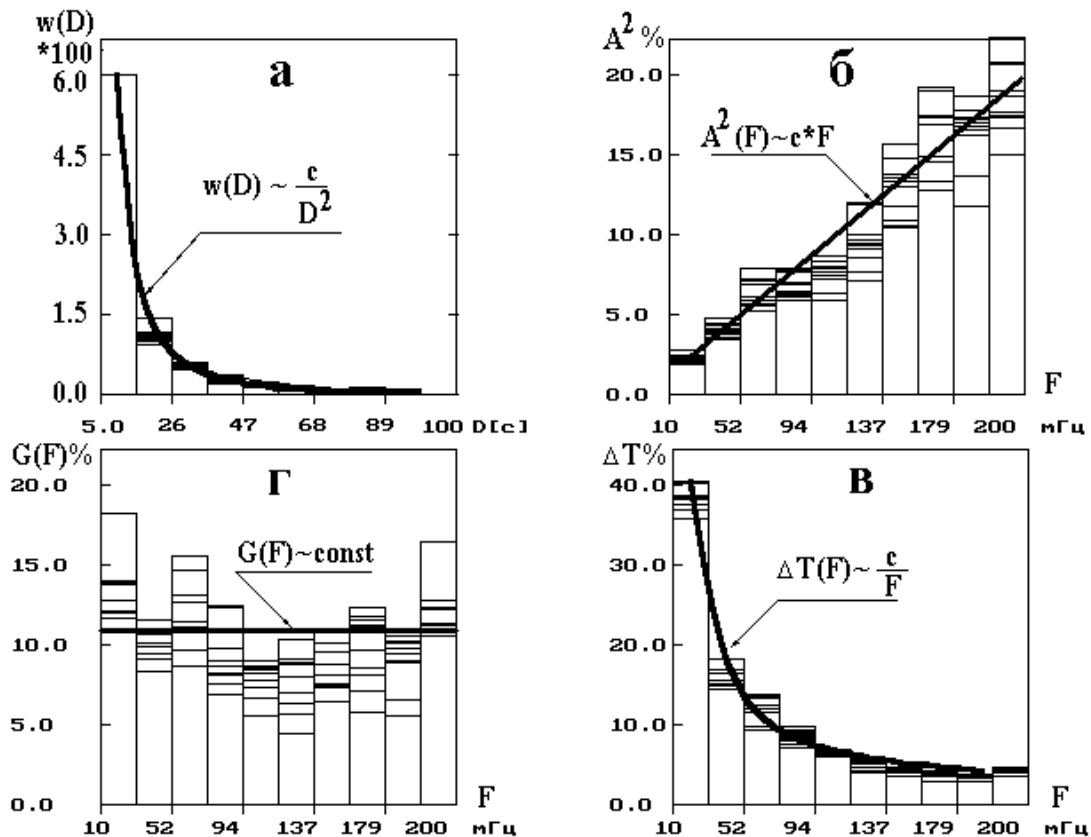 w(D)
*100
6.0
4.5
3.0
1.5
0.0
а
w(D) ~ c/D²
5.0 26 47 68 89 100 D[c]
A² %
20.0
15.0
10.0
5.0
0.0
б
A²(F)~c*F
F
10 52 94 137 179 200 мГц
G(F)%
20.0
15.0
10.0
5.0
0.0
г
G(F)~const
F
10 52 94 137 179 200 мГц
ΔT%
40.0
30.0
20.0
10.0
0.0
в
ΔT(F)~ c/F
F
10 52 94 137 179 200 мГц